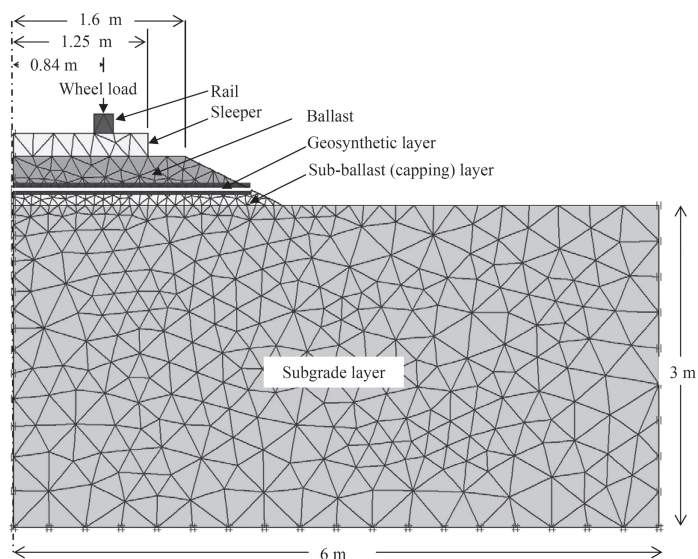 1.6 m
1.25 m
0.84 m
Wheel load
Rail
Sleeper
Ballast
Geosynthetic layer
Sub-ballast (capping) layer
Subgrade layer
3 m
6 m